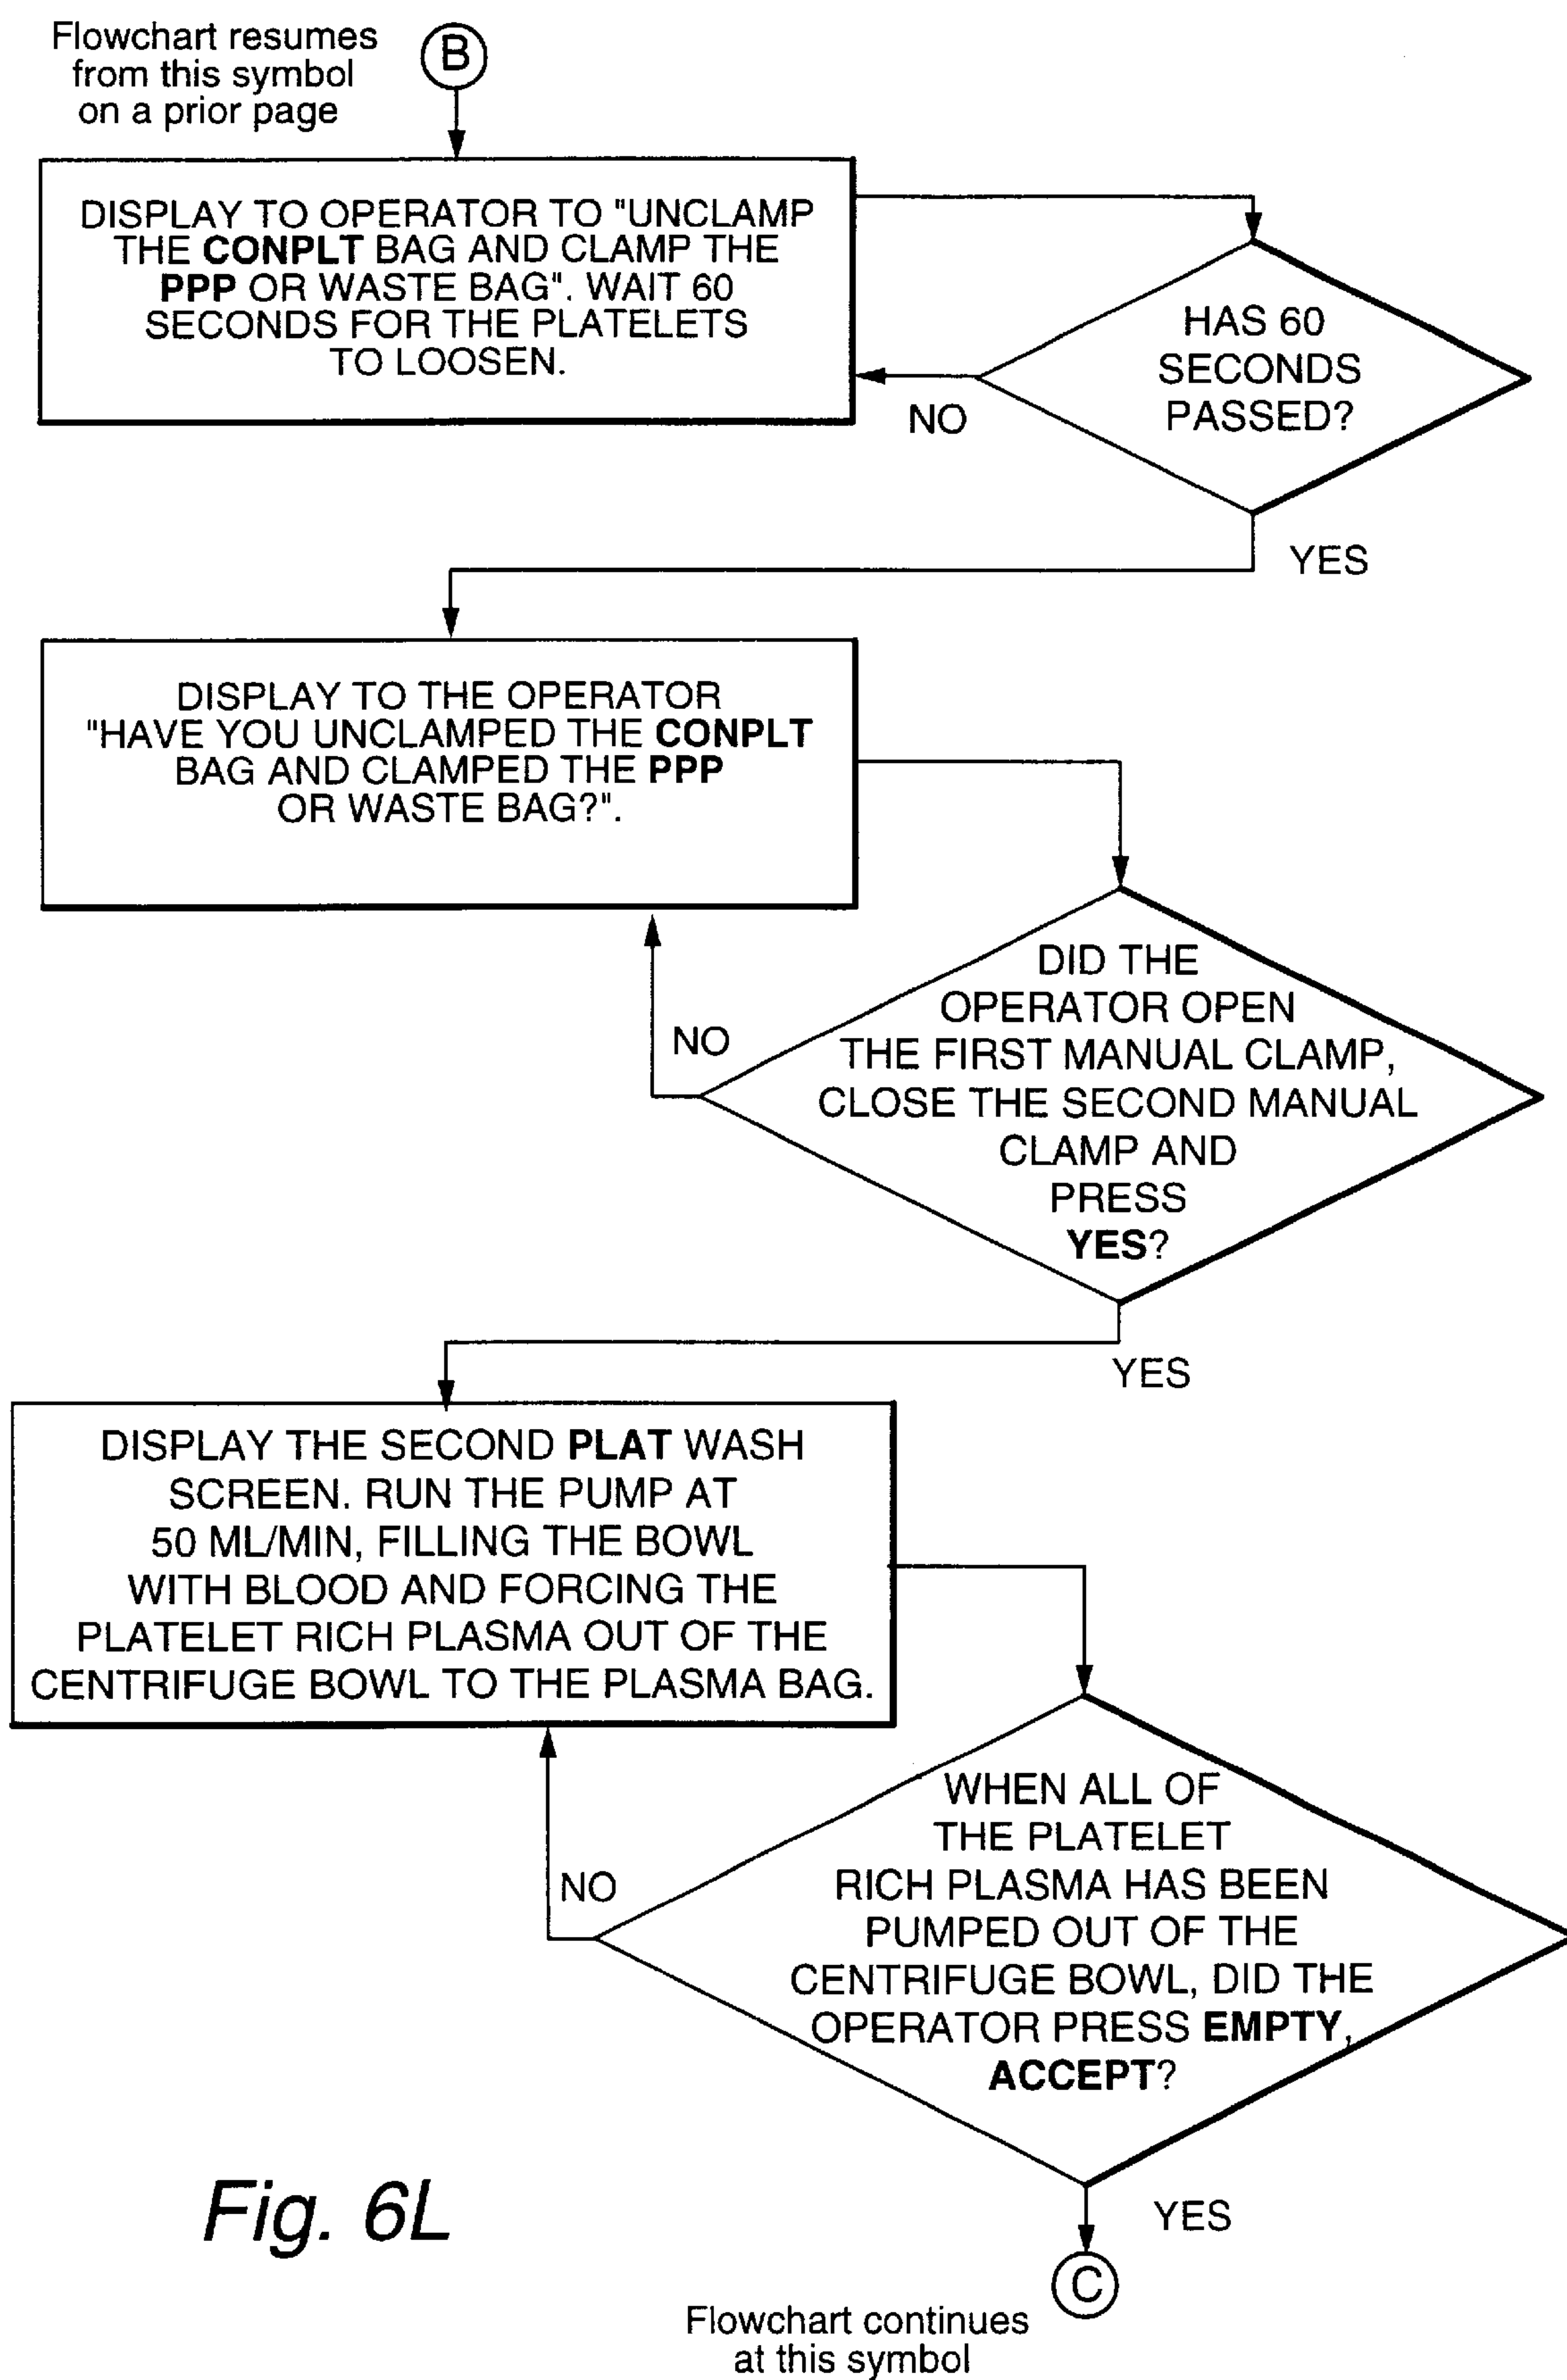 Flowchart resumes
from this symbol
on a prior page
B
DISPLAY TO OPERATOR TO "UNCLAMP
THE CONPLT BAG AND CLAMP THE
PPP OR WASTE BAG". WAIT 60
SECONDS FOR THE PLATELETS
TO LOOSEN.
HAS 60
SECONDS
PASSED?
NO
YES
DISPLAY TO THE OPERATOR
"HAVE YOU UNCLAMPED THE CONPLT
BAG AND CLAMPED THE PPP
OR WASTE BAG?".
DID THE
OPERATOR OPEN
THE FIRST MANUAL CLAMP,
CLOSE THE SECOND MANUAL
CLAMP AND
PRESS
YES?
NO
YES
DISPLAY THE SECOND PLAT WASH
SCREEN. RUN THE PUMP AT
50 ML/MIN, FILLING THE BOWL
WITH BLOOD AND FORCING THE
PLATELET RICH PLASMA OUT OF THE
CENTRIFUGE BOWL TO THE PLASMA BAG.
WHEN ALL OF
THE PLATELET
RICH PLASMA HAS BEEN
PUMPED OUT OF THE
CENTRIFUGE BOWL, DID THE
OPERATOR PRESS EMPTY,
ACCEPT?
NO
YES
C
Flowchart continues
at this symbol
Fig. 6L